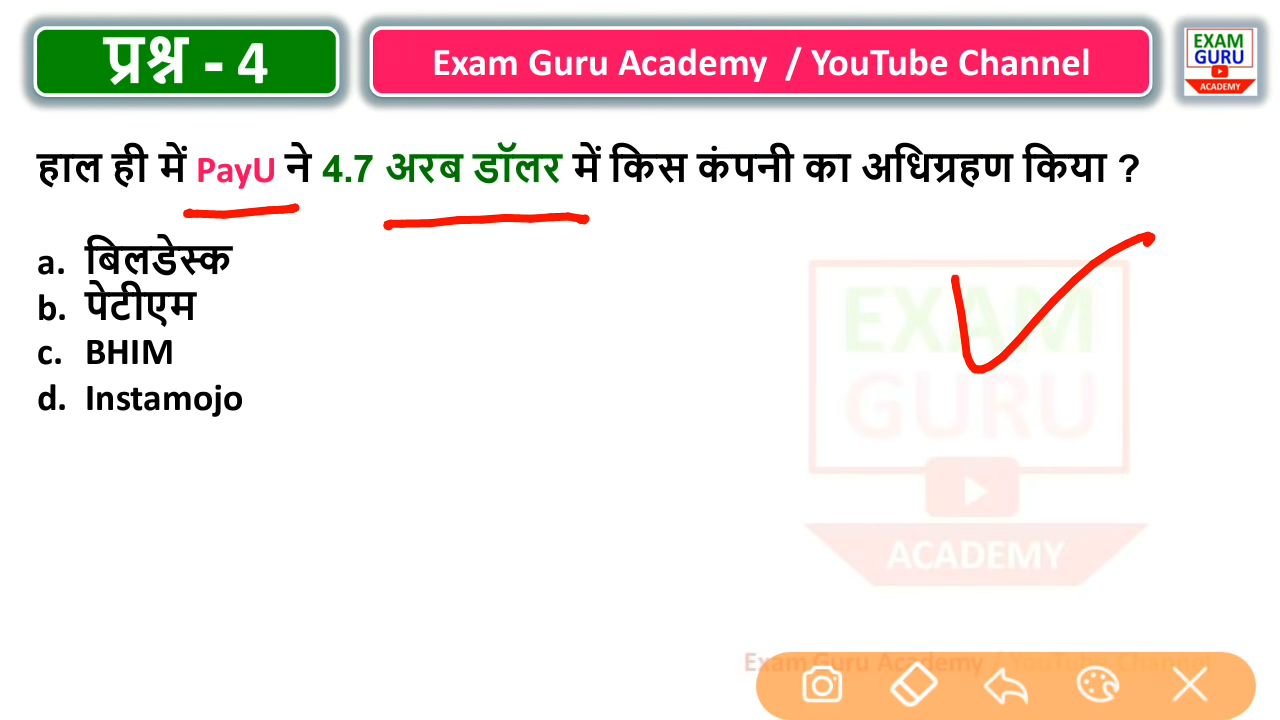 प्रश्न - 4
Exam Guru Academy / YouTube Channel
EXAM
GURU
ACADEMY
हाल ही में PayU ने 4.7 अरब डॉलर में किस कंपनी का अधिग्रहण किया ?
a. बिलडेस्क
b. पेटीएम
c. BHIM
d. Instamojo
EXAM
GURU
ACADEMY
Exam Guru Academy / YouTube Channel